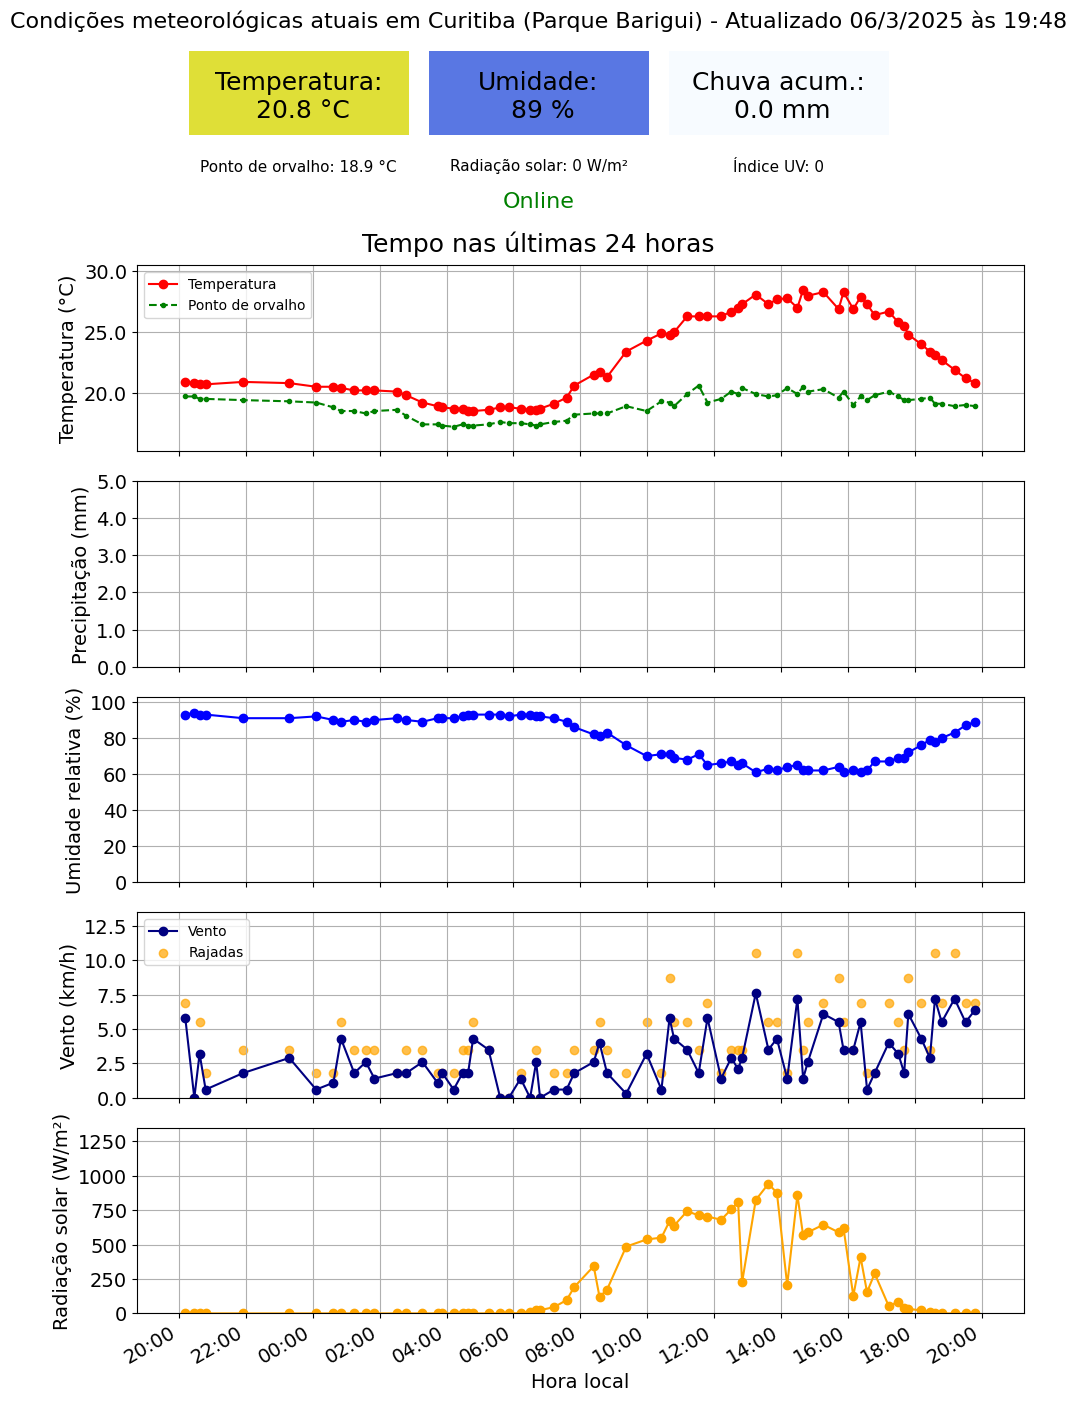 Condições meteorológicas atuais em Curitiba (Parque Barigui) - Atualizado 06/3/2025 às 19:48
Temperatura:
20.8 °C
Umidade:
89 %
Chuva acum.:
0.0 mm
Ponto de orvalho: 18.9 °C
Radiação solar: 0 W/m²
Índice UV: 0
Online
Tempo nas últimas 24 horas
Temperatura (°C)
30.0
25.0
20.0
Temperatura
Ponto de orvalho
Precipitação (mm)
5.0
4.0
3.0
2.0
1.0
0.0
Umidade relativa (%)
100
80
60
40
20
0
Vento (km/h)
12.5
10.0
7.5
5.0
2.5
0.0
Vento
Rajadas
Radiação solar (W/m²)
1250
1000
750
500
250
0
20:00
22:00
00:00
02:00
04:00
06:00
08:00
10:00
12:00
14:00
16:00
18:00
20:00
Hora local